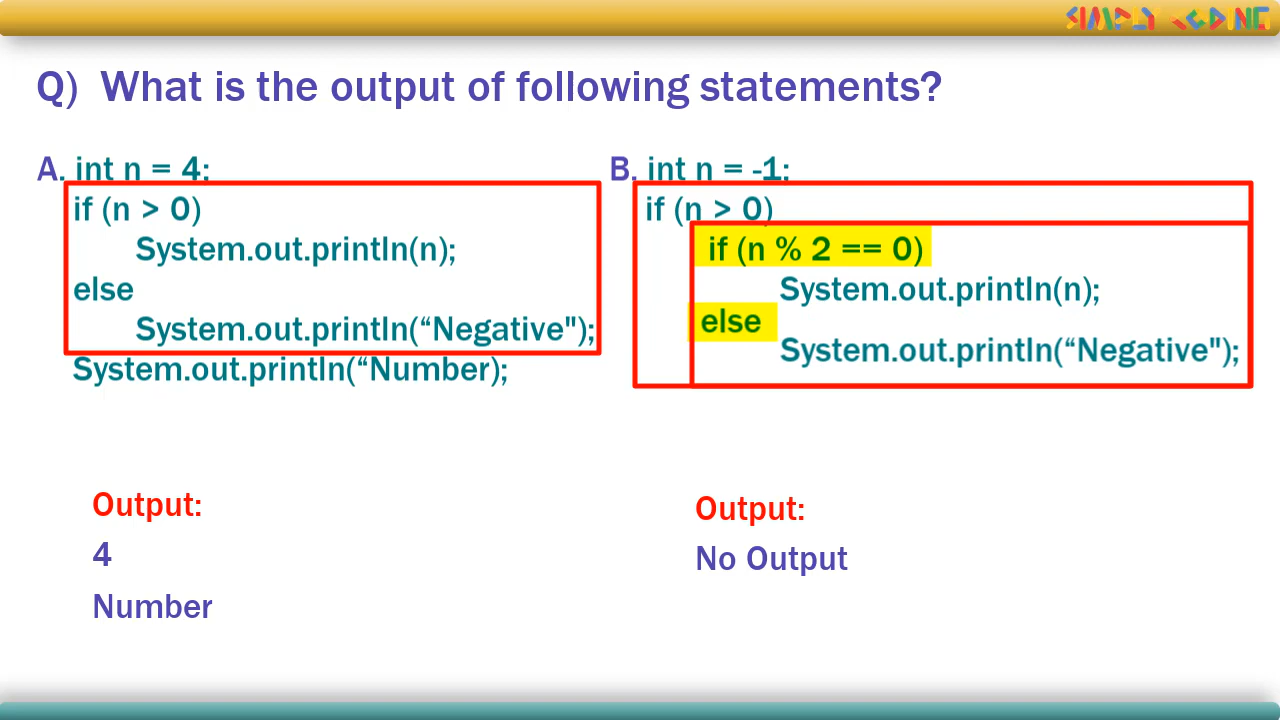 SIMPLY CODING
Q) What is the output of following statements?
A. int n = 4;
if (n > 0)
System.out.println(n);
else
System.out.println(“Negative");
System.out.println(“Number);
Output:
4
Number
B. int n = -1;
if (n > 0)
if (n % 2 == 0)
System.out.println(n);
else
System.out.println(“Negative");
Output:
No Output